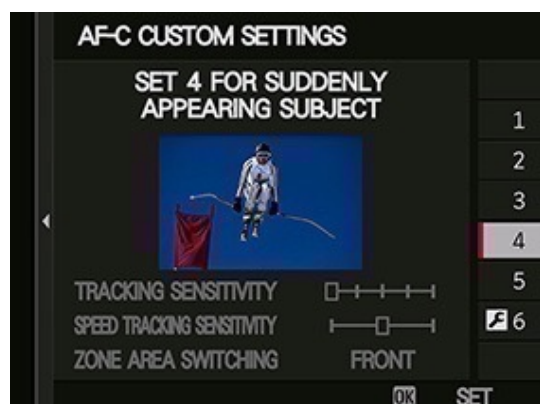 AF-C CUSTOM SETTINGS
SET 4 FOR SUDDENLY
APPEARING SUBJECT
1
2
3
4
5
6
TRACKING SENSITIVITY
SPEED TRACKING SENSITIVITY
ZONE AREA SWITCHING FRONT
OK SET